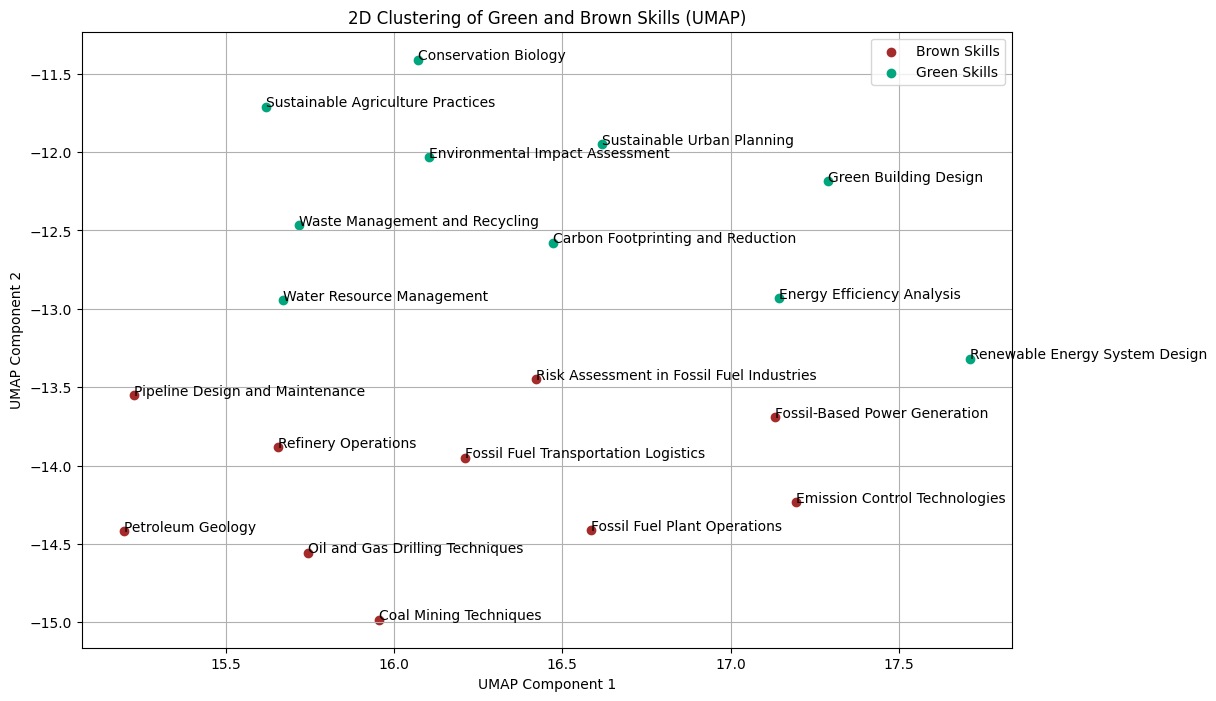 2D Clustering of Green and Brown Skills (UMAP)
Brown Skills
Green Skills
Conservation Biology
Sustainable Agriculture Practices
Sustainable Urban Planning
Environmental Impact Assessment
Green Building Design
Waste Management and Recycling
Carbon Footprinting and Reduction
Water Resource Management
Energy Efficiency Analysis
Renewable Energy System Design
Risk Assessment in Fossil Fuel Industries
Pipeline Design and Maintenance
Fossil-Based Power Generation
Refinery Operations
Fossil Fuel Transportation Logistics
Emission Control Technologies
Petroleum Geology
Fossil Fuel Plant Operations
Oil and Gas Drilling Techniques
Coal Mining Techniques
UMAP Component 2
−11.5
−12.0
−12.5
−13.0
−13.5
−14.0
−14.5
−15.0
15.5
16.0
16.5
17.0
17.5
UMAP Component 1